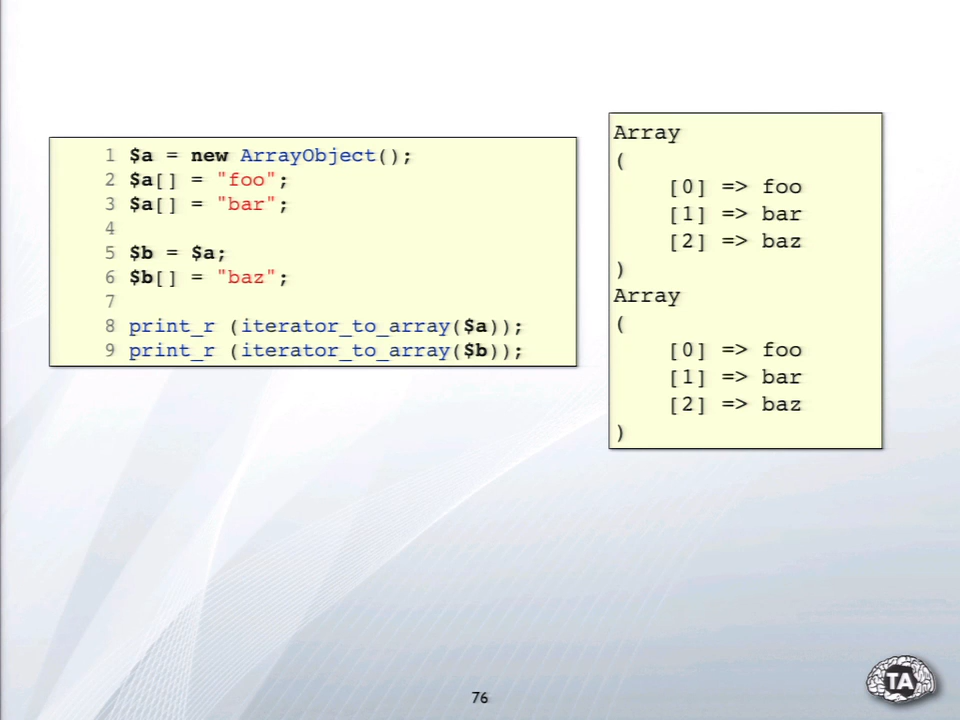 1 $a = new ArrayObject();
2 $a[] = "foo";
3 $a[] = "bar";
4
5 $b = $a;
6 $b[] = "baz";
7
8 print_r (iterator_to_array($a));
9 print_r (iterator_to_array($b));
Array
(
    [0] => foo
    [1] => bar
    [2] => baz
)
Array
(
    [0] => foo
    [1] => bar
    [2] => baz
)
76
TA